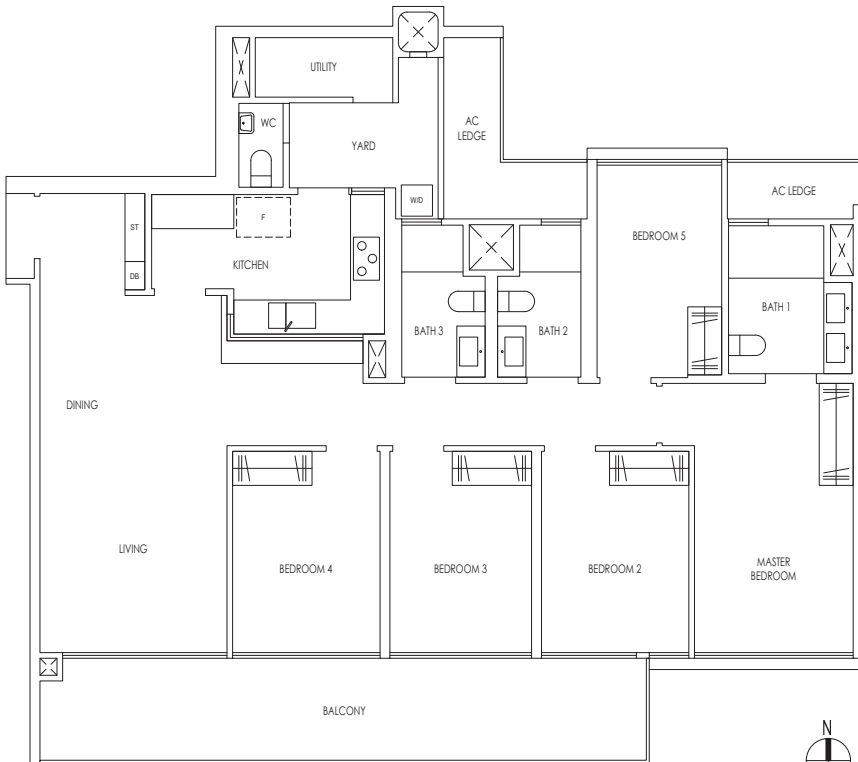 UTILITY
WC
YARD
AC
LEDGE
AC LEDGE
W/D
ST
F
BEDROOM 5
KITCHEN
DB
BATH 1
BATH 3
BATH 2
DINING
LIVING
BEDROOM 4
BEDROOM 3
BEDROOM 2
MASTER
BEDROOM
BALCONY
N